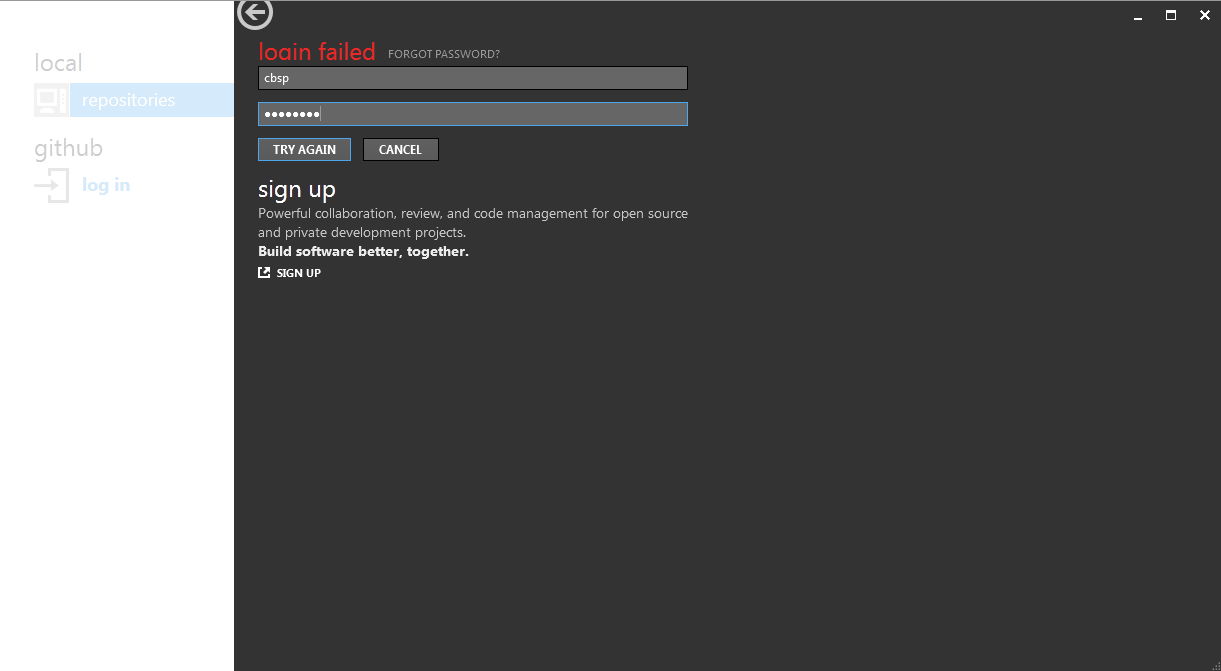 local
repositories
github
log in
login failed FORGOT PASSWORD?
cbsp
••••••••
TRY AGAIN CANCEL
sign up
Powerful collaboration, review, and code management for open source
and private development projects.
Build software better, together.
SIGN UP